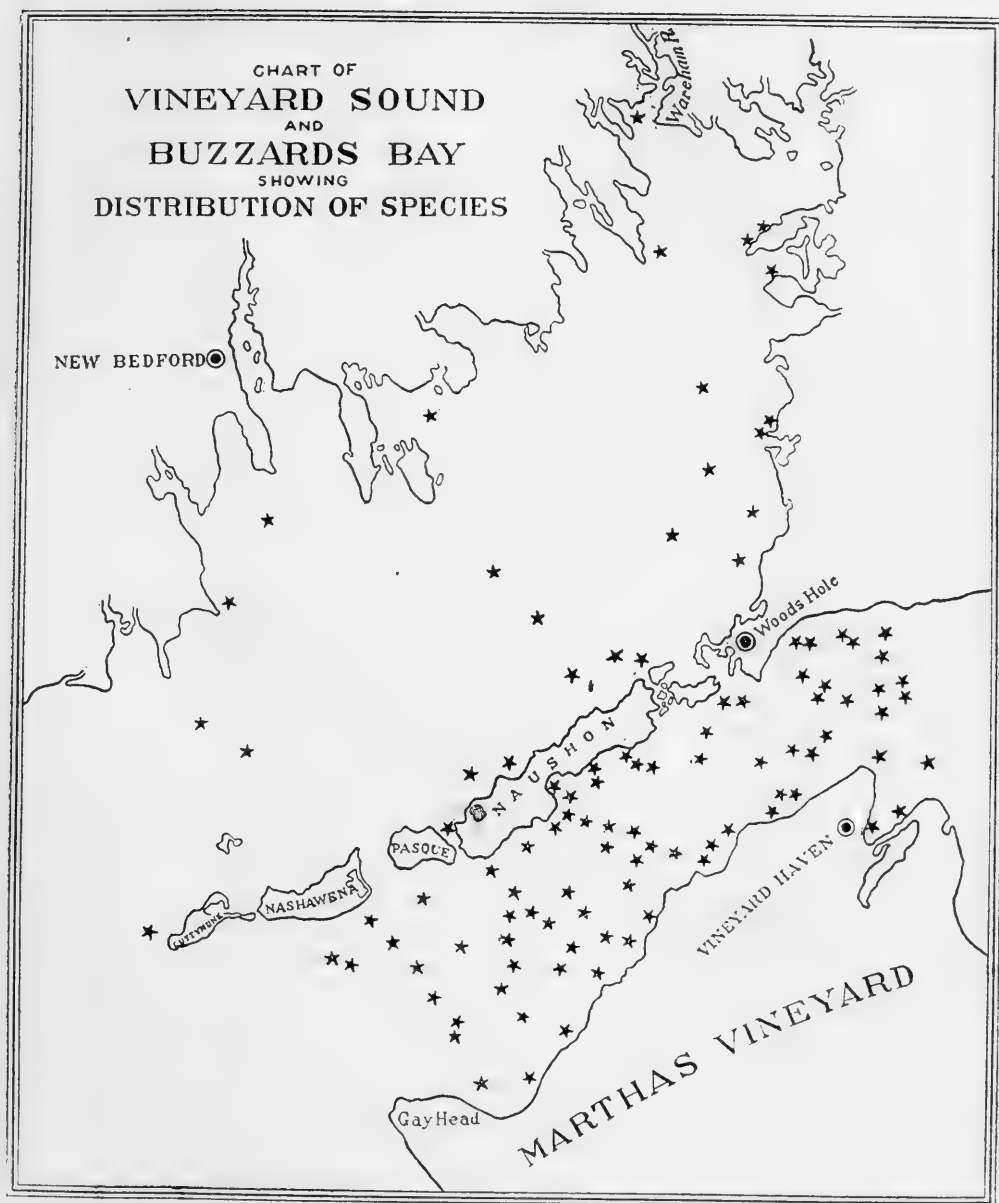 CHART OF
VINEYARD SOUND
AND
BUZZARDS BAY
SHOWING
DISTRIBUTION OF SPECIES
Wareham R
NEW BEDFORD
Woods Hole
NAUSHON
PASQUE
NASHAWENA
CUTTYHUNK
VINEYARD HAVEN
MARTHAS VINEYARD
Gay Head